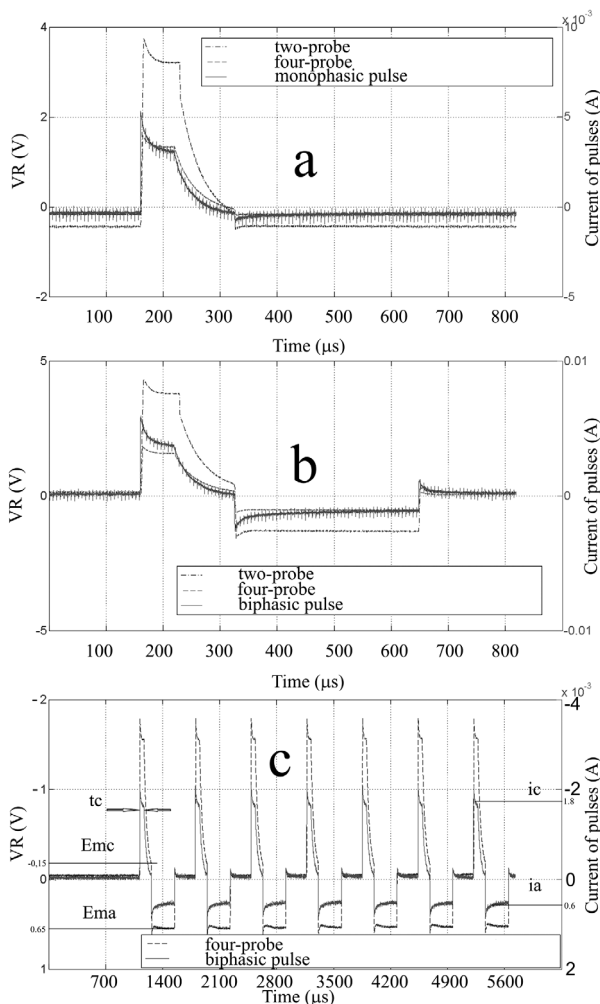 x 10⁻³
4
10
two-probe
four-probe
monophasic pulse
2
5
VR (V)
a
Current of pulses (A)
0
0
-2
-5
100 200 300 400 500 600 700 800
Time (µs)
5
0.01
VR (V)
b
Current of pulses (A)
0
0
two-probe
four-probe
biphasic pulse
-5
-0.01
100 200 300 400 500 600 700 800
Time (µs)
x 10⁻³
-2
-4
c
tc
ic
-1
-2
1.8
VR (V)
Current of pulses (A)
Emc
-0,15
ia
0
0
Ema
0.6
0.65
four-probe
biphasic pulse
1
2
700 1400 2100 2800 3500 4200 4900 5600
Time (µs)